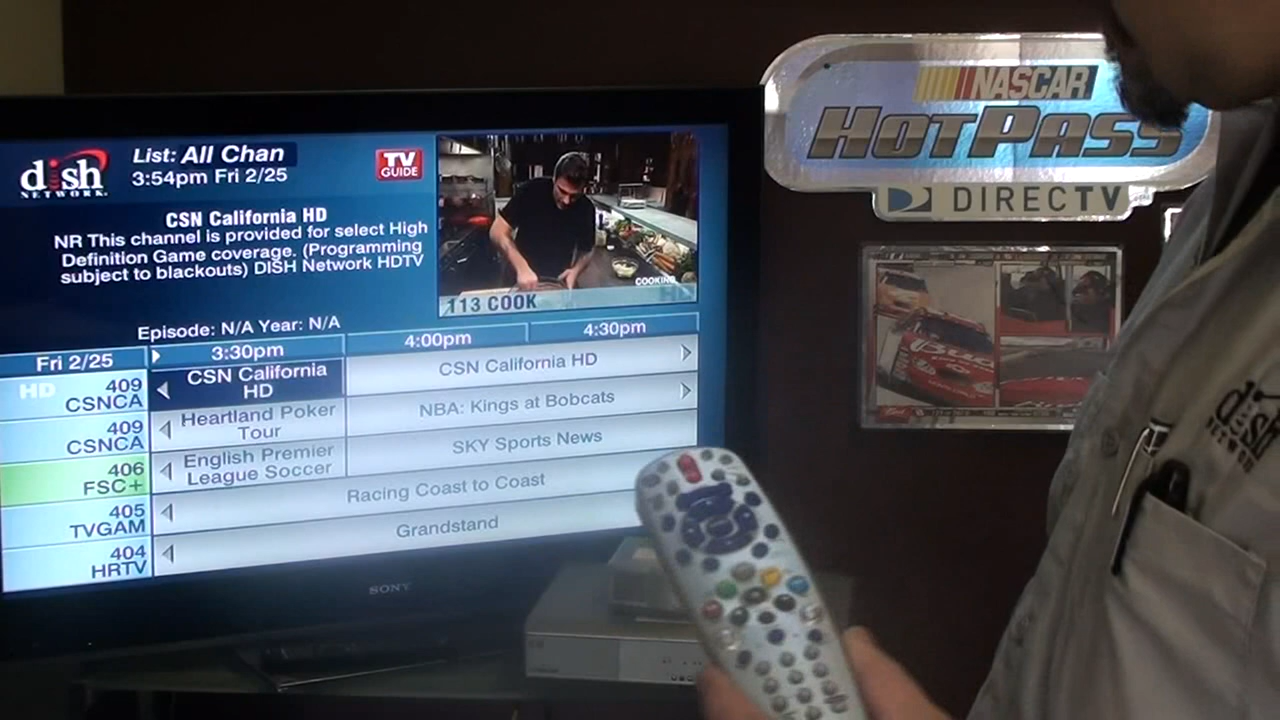 dish
NETWORK.
List: All Chan
3:54pm Fri 2/25
TV
GUIDE
CSN California HD
NR This channel is provided for select High
Definition Game coverage. (Programming
subject to blackouts) DISH Network HDTV
Episode: N/A Year: N/A
COOKING
113 COOK
HD
Fri 2/25
3:30pm
4:00pm
4:30pm
HD 409
CSNCA
CSN California
HD
CSN California HD
409
CSNCA
Heartland Poker
Tour
NBA: Kings at Bobcats
406
FSC+
English Premier
League Soccer
SKY Sports News
405
TVGAM
Racing Coast to Coast
404
HRTV
Grandstand
SONY
NASCAR
HOTPASS
DIRECTV
Bud
dish
NETWORK